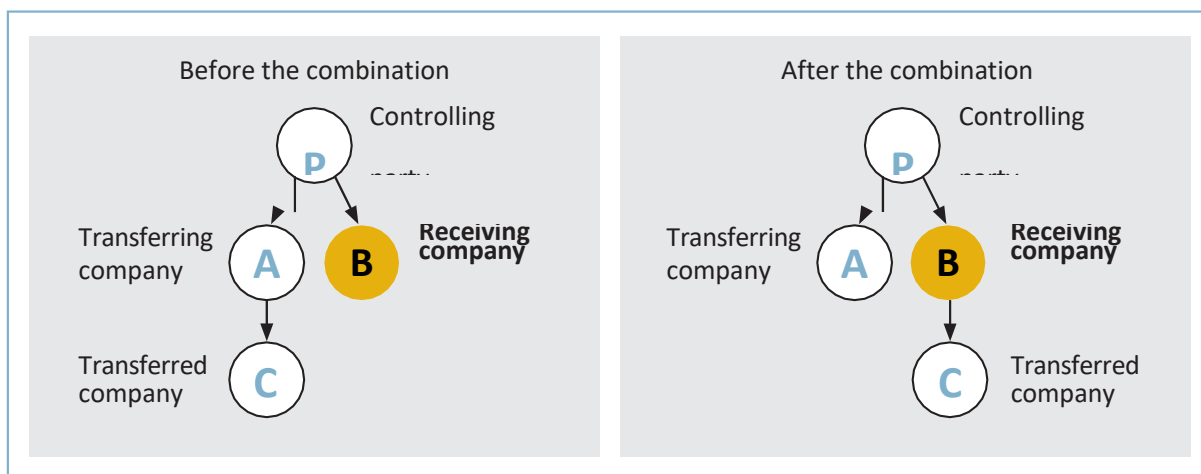 Before the combination
Controlling
P
Transferring
company
A
B
Receiving
company
Transferred
company
C
After the combination
Controlling
P
Transferring
company
A
B
Receiving
company
C
Transferred
company